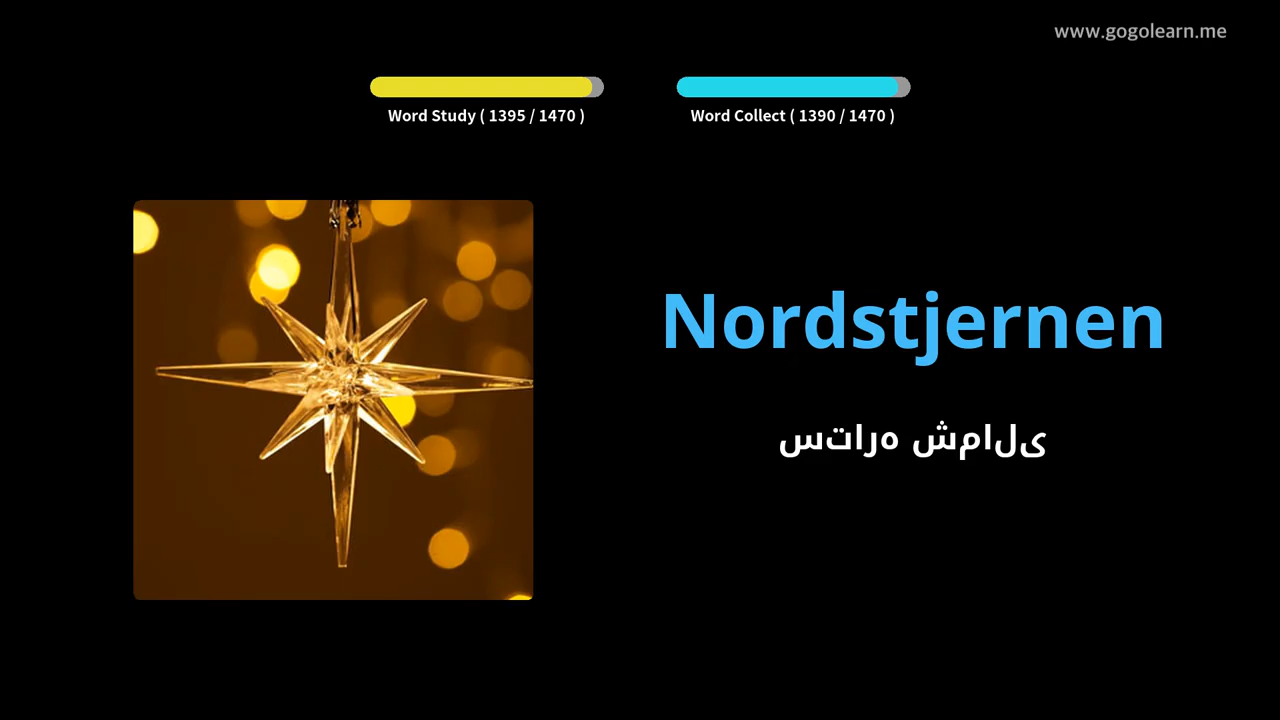 www.gogolearn.me
Word Study ( 1395 / 1470 )
Word Collect ( 1390 / 1470 )
Nordstjernen
ستاره شمالی